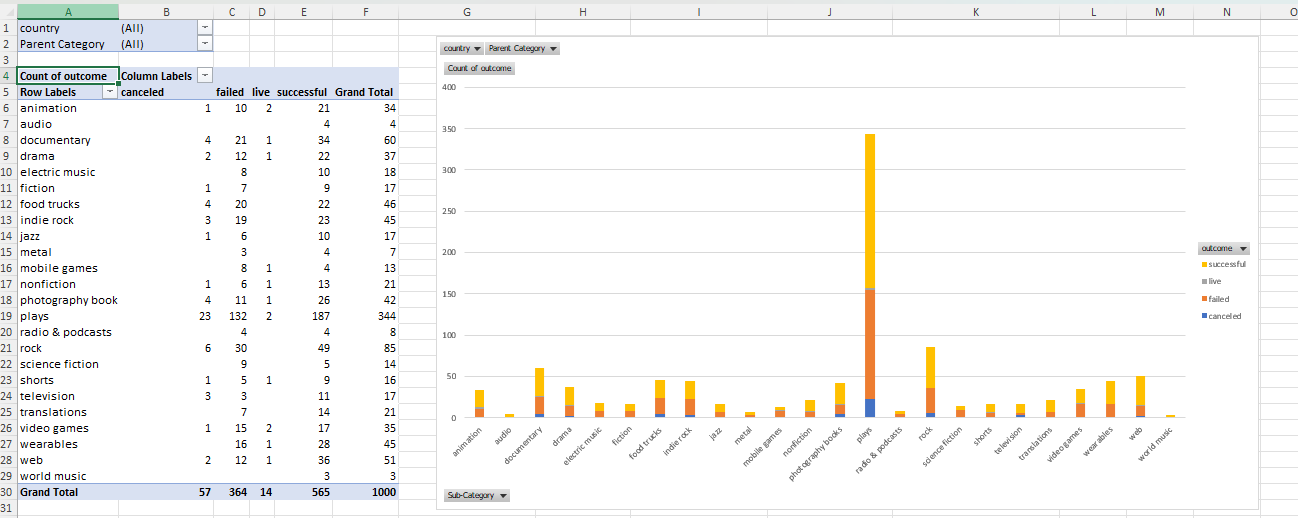 A B C D E F G H I J K L M N O
1 country (All)
2 Parent Category (All)
3
4 Count of outcome Column Labels
5 Row Labels canceled failed live successful Grand Total
6 animation 1 10 2 21 34
7 audio 4 4
8 documentary 4 21 1 34 60
9 drama 2 12 1 22 37
10 electric music 8 10 18
11 fiction 1 7 9 17
12 food trucks 4 20 22 46
13 indie rock 3 19 23 45
14 jazz 1 6 10 17
15 metal 3 4 7
16 mobile games 8 1 4 13
17 nonfiction 1 6 1 13 21
18 photography book 4 11 1 26 42
19 plays 23 132 2 187 344
20 radio & podcasts 4 4 8
21 rock 6 30 49 85
22 science fiction 9 5 14
23 shorts 1 5 1 9 16
24 television 3 3 11 17
25 translations 7 14 21
26 video games 1 15 2 17 35
27 wearables 16 1 28 45
28 web 2 12 1 36 51
29 world music 3 3
30 Grand Total 57 364 14 565 1000
31
country Parent Category
Count of outcome
400
350
300
250
200
150
100
50
0
animation audio documentary drama electric music fiction food trucks indie rock jazz metal mobile games nonfiction photography books plays radio & podcasts rock science fiction shorts television translations video games wearables web world music
outcome
successful
live
failed
canceled
Sub-Category